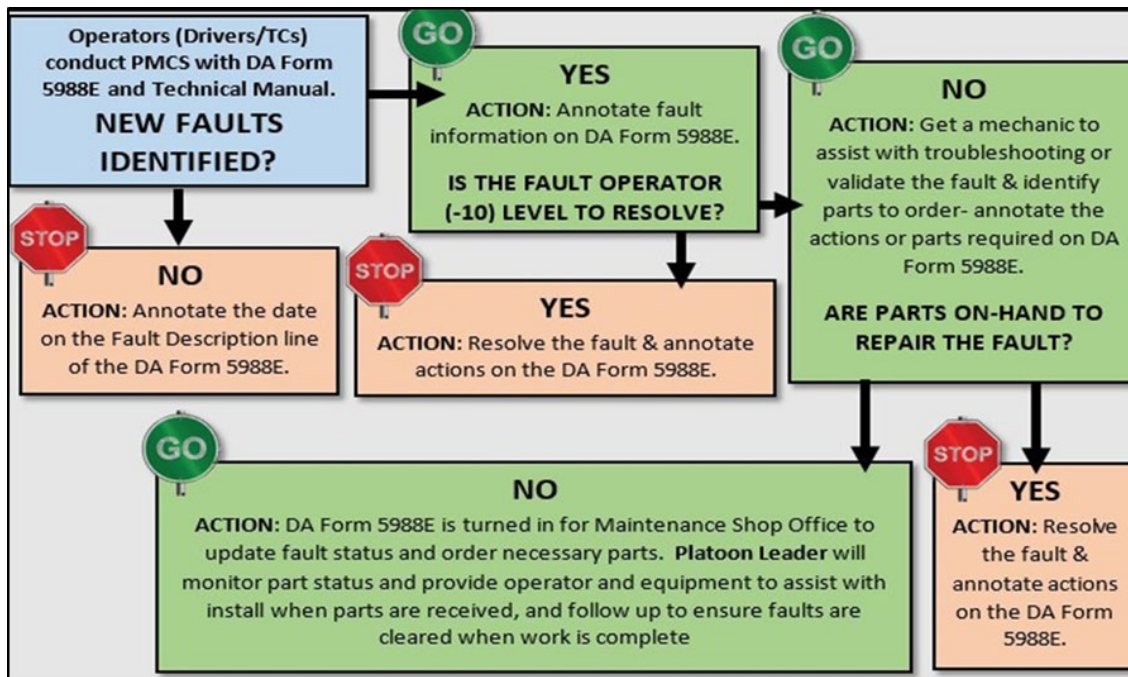 Operators (Drivers/TCs)
conduct PMCS with DA Form
5988E and Technical Manual.
NEW FAULTS
IDENTIFIED?
GO
YES
ACTION: Annotate fault
information on DA Form 5988E.
IS THE FAULT OPERATOR
(-10) LEVEL TO RESOLVE?
GO
NO
ACTION: Get a mechanic to
assist with troubleshooting or
validate the fault & identify
parts to order- annotate the
actions or parts required on DA
Form 5988E.
ARE PARTS ON-HAND TO
REPAIR THE FAULT?
STOP
NO
ACTION: Annotate the date
on the Fault Description line
of the DA Form 5988E.
STOP
YES
ACTION: Resolve the fault & annotate
actions on the DA Form 5988E.
GO
NO
ACTION: DA Form 5988E is turned in for Maintenance Shop Office to
update fault status and order necessary parts. Platoon Leader will
monitor part status and provide operator and equipment to assist with
install when parts are received, and follow up to ensure faults are
cleared when work is complete
STOP
YES
ACTION: Resolve
the fault &
annotate actions
on the DA Form
5988E.